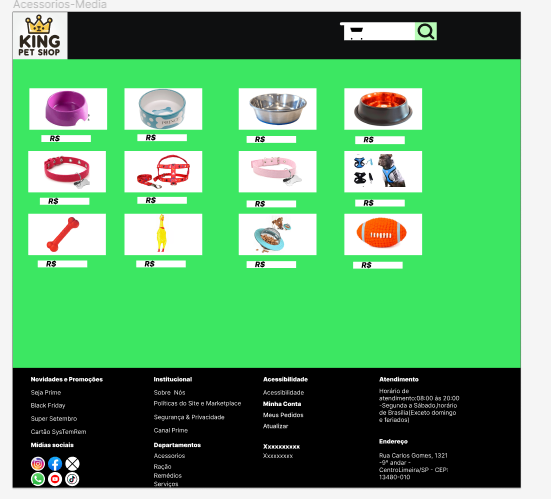 Acessorios-Media
KING
PET SHOP
R$ R$ R$ R$
R$ R$ R$ R$
R$ R$ R$ R$
Novidades e Promoções
Seja Prime
Black Friday
Super Setembro
Cartão SysTemRem
Mídias sociais
Institucional
Sobre Nós
Políticas do Site e Marketplace
Segurança & Privacidade
Canal Prime
Departamentos
Acessorios
Ração
Remédios
Serviços
Acessibilidade
Acessibilidade
Minha Conta
Meus Pedidos
Atualizar
Xxxxxxxxxx
Xxxxxxxxx
Atendimento
Horário de
atendimento:08:00 às 20:00
-Segunda a Sábado,horário
de Brasília(Exceto domingo
e feriados)
Endereço
Rua Carlos Gomes, 1321
-9° andar -
CentroLimeira/SP - CEP:
13480-010